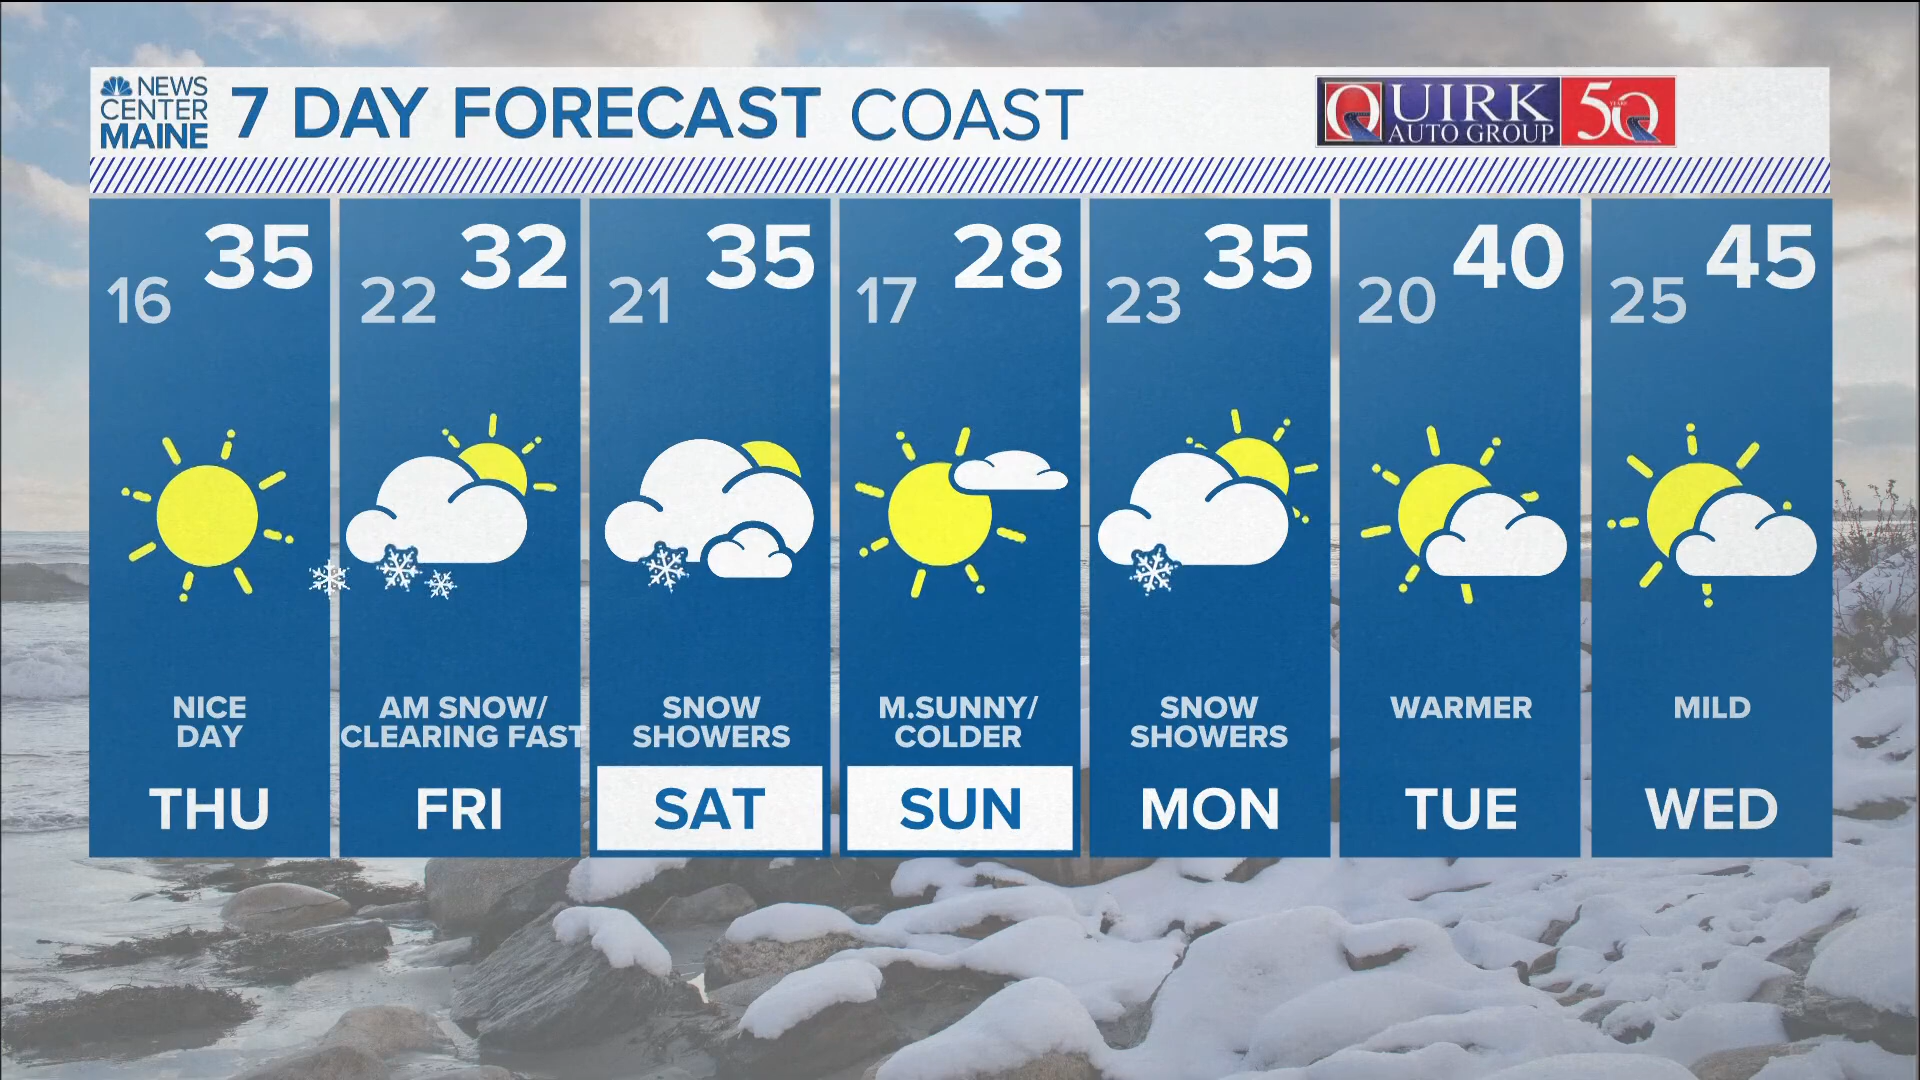 NEWS
CENTER
MAINE
7 DAY FORECAST COAST
QUIRK
AUTO GROUP
50
YEARS
16 35
22 32
21 35
17 28
23 35
20 40
25 45
NICE
DAY
AM SNOW/
CLEARING FAST
SNOW
SHOWERS
M.SUNNY/
COLDER
SNOW
SHOWERS
WARMER
MILD
THU
FRI
SAT
SUN
MON
TUE
WED